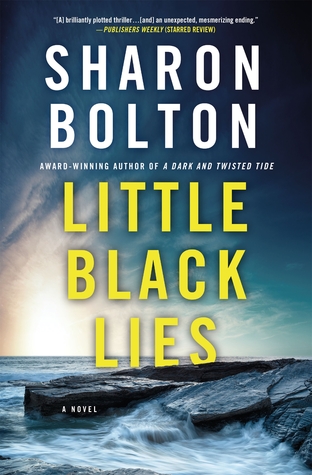 “[A] brilliantly plotted thriller…[and] an unexpected, mesmerizing ending.”
—PUBLISHERS WEEKLY (STARRED REVIEW)
SHARON
BOLTON
AWARD-WINNING AUTHOR OF A DARK AND TWISTED TIDE
LITTLE
BLACK
LIES
A NOVEL